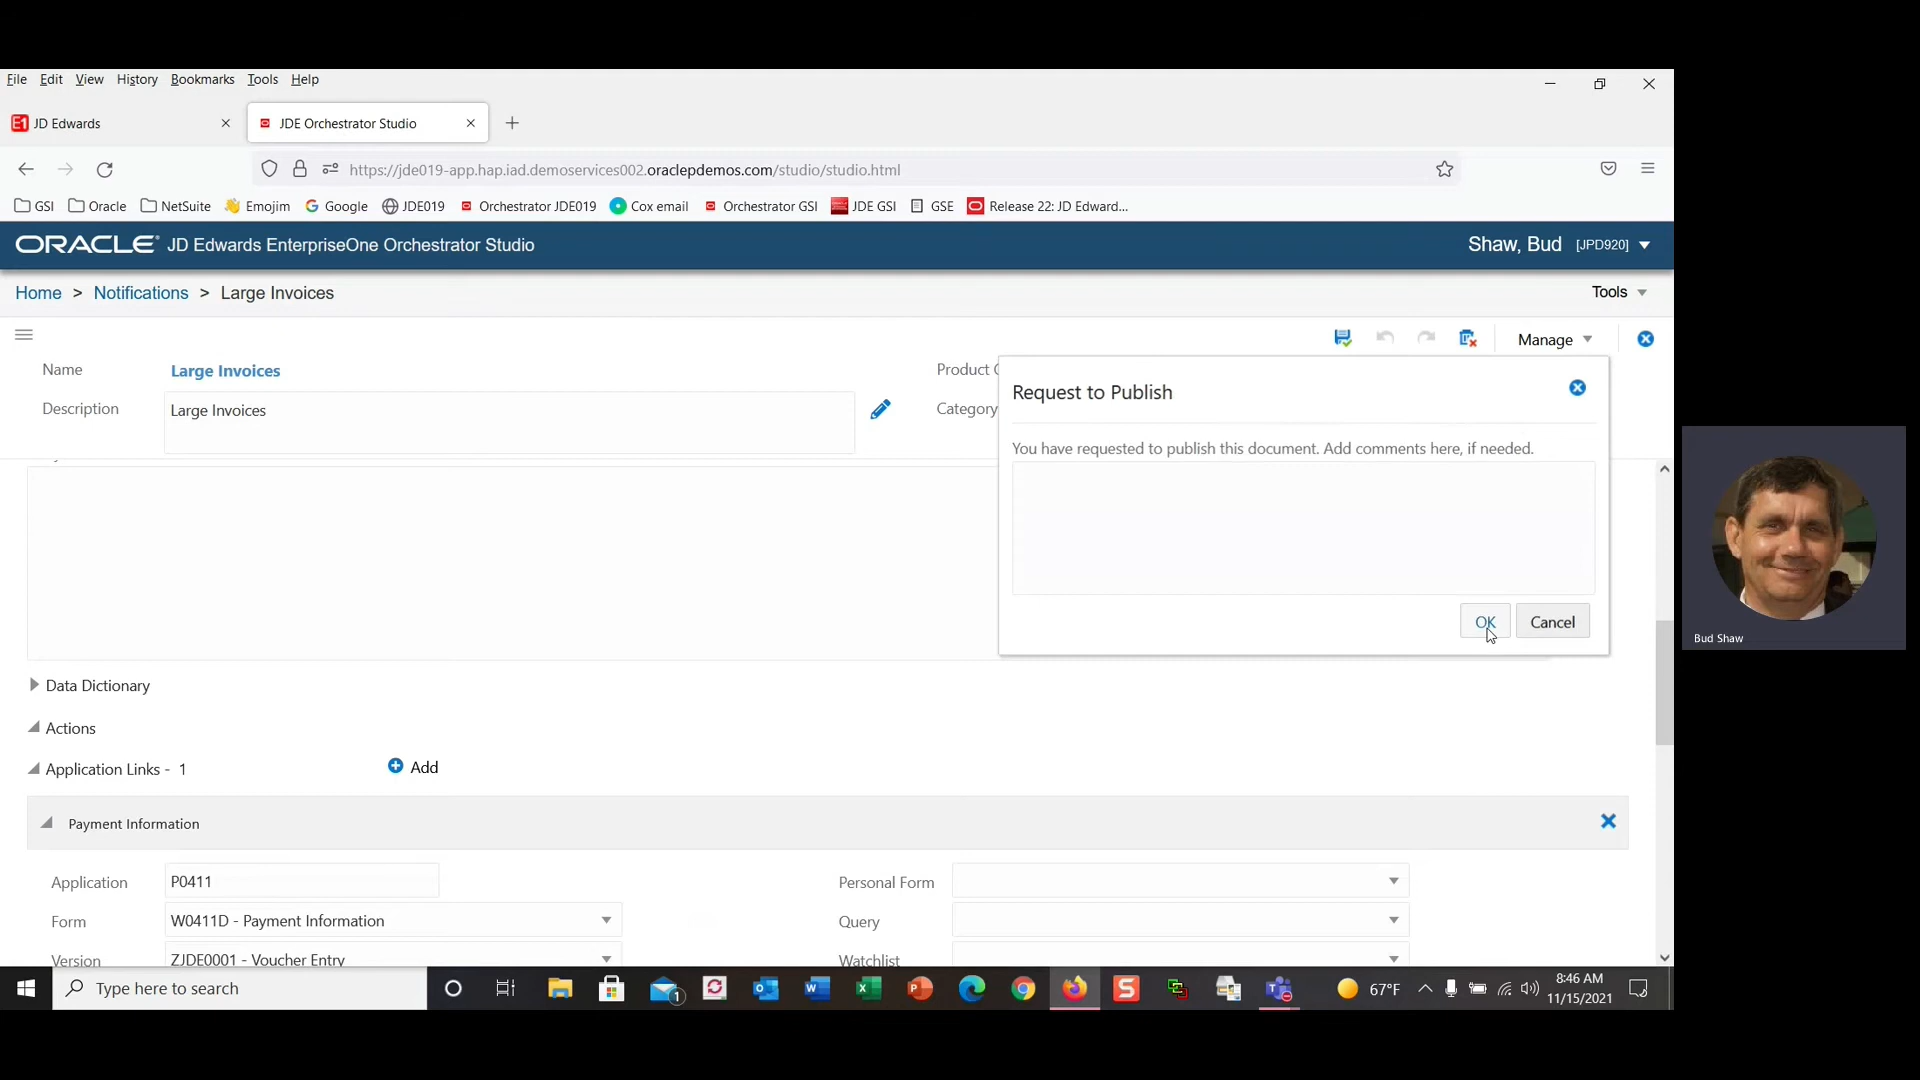 File Edit View History Bookmarks Tools Help
E1 JD Edwards
JDE Orchestrator Studio
https://jde019-app.hap.iad.demoservices002.oraclepdemos.com/studio/studio.html
GSI Oracle NetSuite Emojim Google JDE019 Orchestrator JDE019 Cox email Orchestrator GSI JDE GSI GSE Release 22: JD Edward...
ORACLE JD Edwards EnterpriseOne Orchestrator Studio
Shaw, Bud [JPD920]
Home > Notifications > Large Invoices
Tools
Manage
Name Large Invoices
Product
Description Large Invoices
Category
Request to Publish
You have requested to publish this document. Add comments here, if needed.
OK Cancel
Bud Shaw
Data Dictionary
Actions
Application Links - 1
Add
Payment Information
Application P0411
Personal Form
Form W0411D - Payment Information
Query
Version ZJDE0001 - Voucher Entry
Watchlist
Type here to search
1
67°F
8:46 AM
11/15/2021